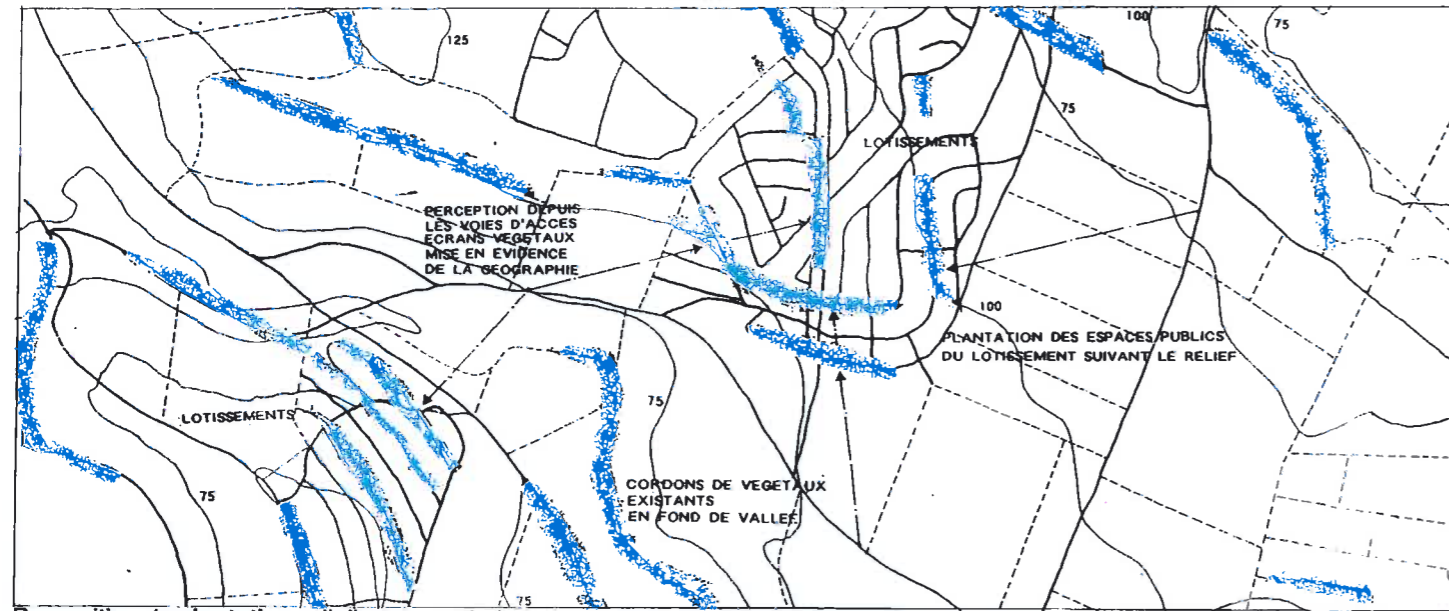 125
100
75
75
LOTISSEMENTS
PERCEPTION DEPUIS
LES VOIES D'ACCES
ECRANS VEGETAUX
MISE EN EVIDENCE
DE LA GEOGRAPHIE
100
PLANTATION DES ESPACES PUBLICS
DU LOTISSEMENT SUIVANT LE RELIEF
LOTISSEMENTS
75
75
CORDONS DE VEGETAUX
EXISTANTS
EN FOND DE VALLEE
75